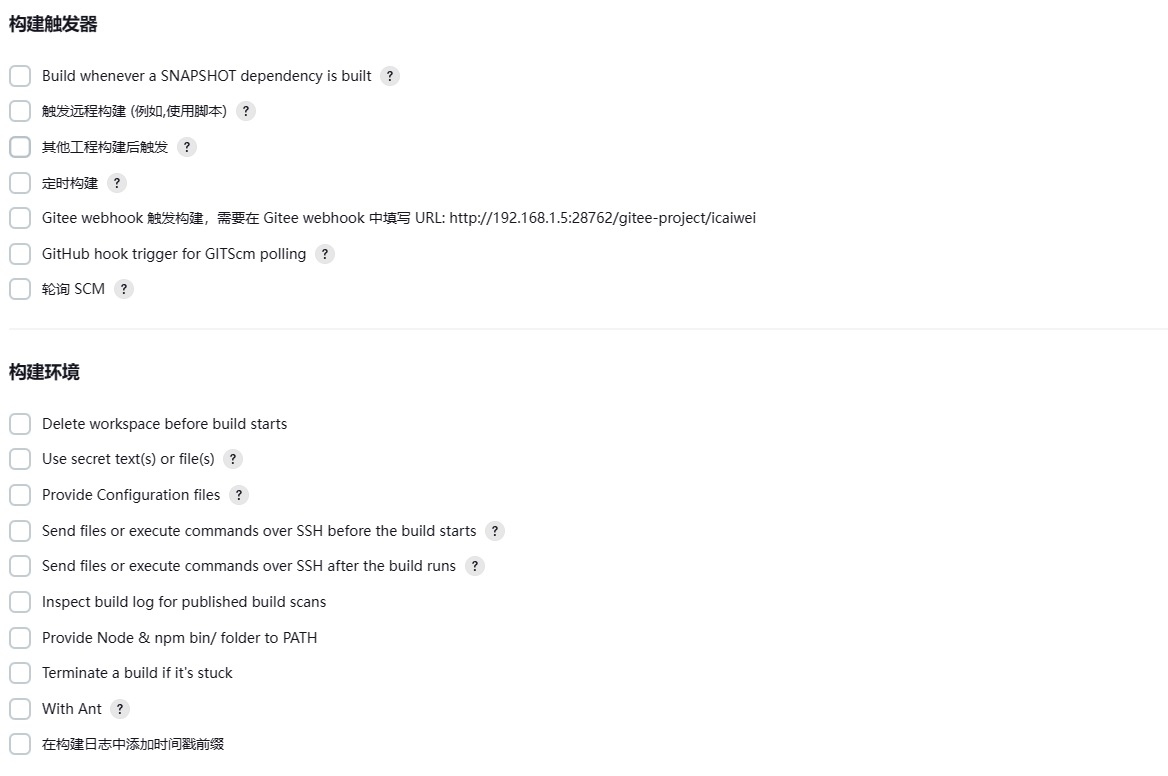 构建触发器
Build whenever a SNAPSHOT dependency is built ?
触发远程构建 (例如,使用脚本) ?
其他工程构建后触发 ?
定时构建 ?
Gitee webhook 触发构建，需要在 Gitee webhook 中填写 URL: http://192.168.1.5:28762/gitee-project/icaiwei
GitHub hook trigger for GITScm polling ?
轮询 SCM ?
构建环境
Delete workspace before build starts
Use secret text(s) or file(s) ?
Provide Configuration files ?
Send files or execute commands over SSH before the build starts ?
Send files or execute commands over SSH after the build runs ?
Inspect build log for published build scans
Provide Node & npm bin/ folder to PATH
Terminate a build if it's stuck
With Ant ?
在构建日志中添加时间戳前缀